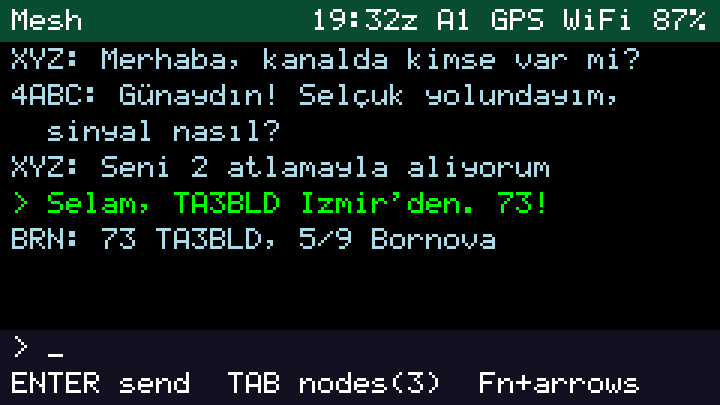 Mesh 19:32z A1 GPS WiFi 87%
XYZ: Merhaba, kanalda kimse var mi?
4ABC: Günaydın! Selçuk yolundayım,
sinyal nasıl?
XYZ: Seni 2 atlamayla aliyorum
> Selam, TA3BLD Izmir'den. 73!
BRN: 73 TA3BLD, 5/9 Bornova
> _
ENTER send TAB nodes(3) Fn+arrows